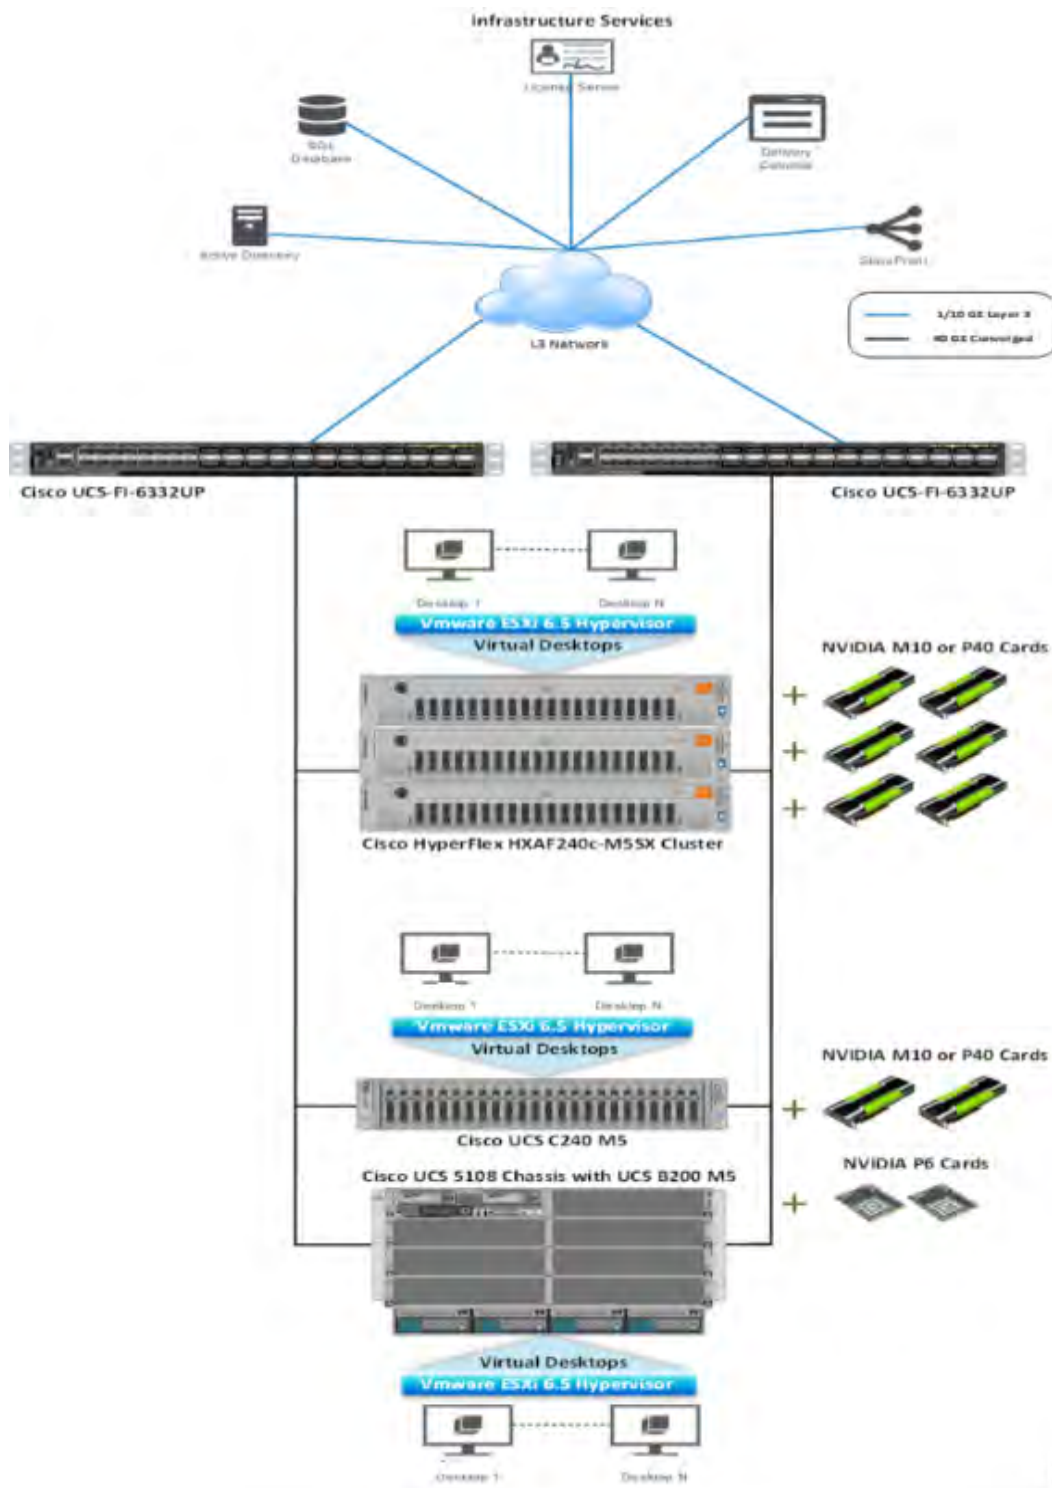 Infrastructure Services
License Server
SQL
Database
Delivery
Console
Active Directory
StoreFront
1/10 GE Layer 3
40 GE Converged
L3 Network
Cisco UCS-FI-6332UP
Cisco UCS-FI-6332UP
Desktop 1
Desktop N
Vmware ESXi 6.5 Hypervisor
Virtual Desktops
NVIDIA M10 or P40 Cards
Cisco HyperFlex HXAF240c-M5SX Cluster
Desktop 1
Desktop N
Vmware ESXi 6.5 Hypervisor
Virtual Desktops
NVIDIA M10 or P40 Cards
Cisco UCS C240 M5
NVIDIA P6 Cards
Cisco UCS 5108 Chassis with UCS B200 M5
Virtual Desktops
Vmware ESXi 6.5 Hypervisor
Desktop 1
Desktop N